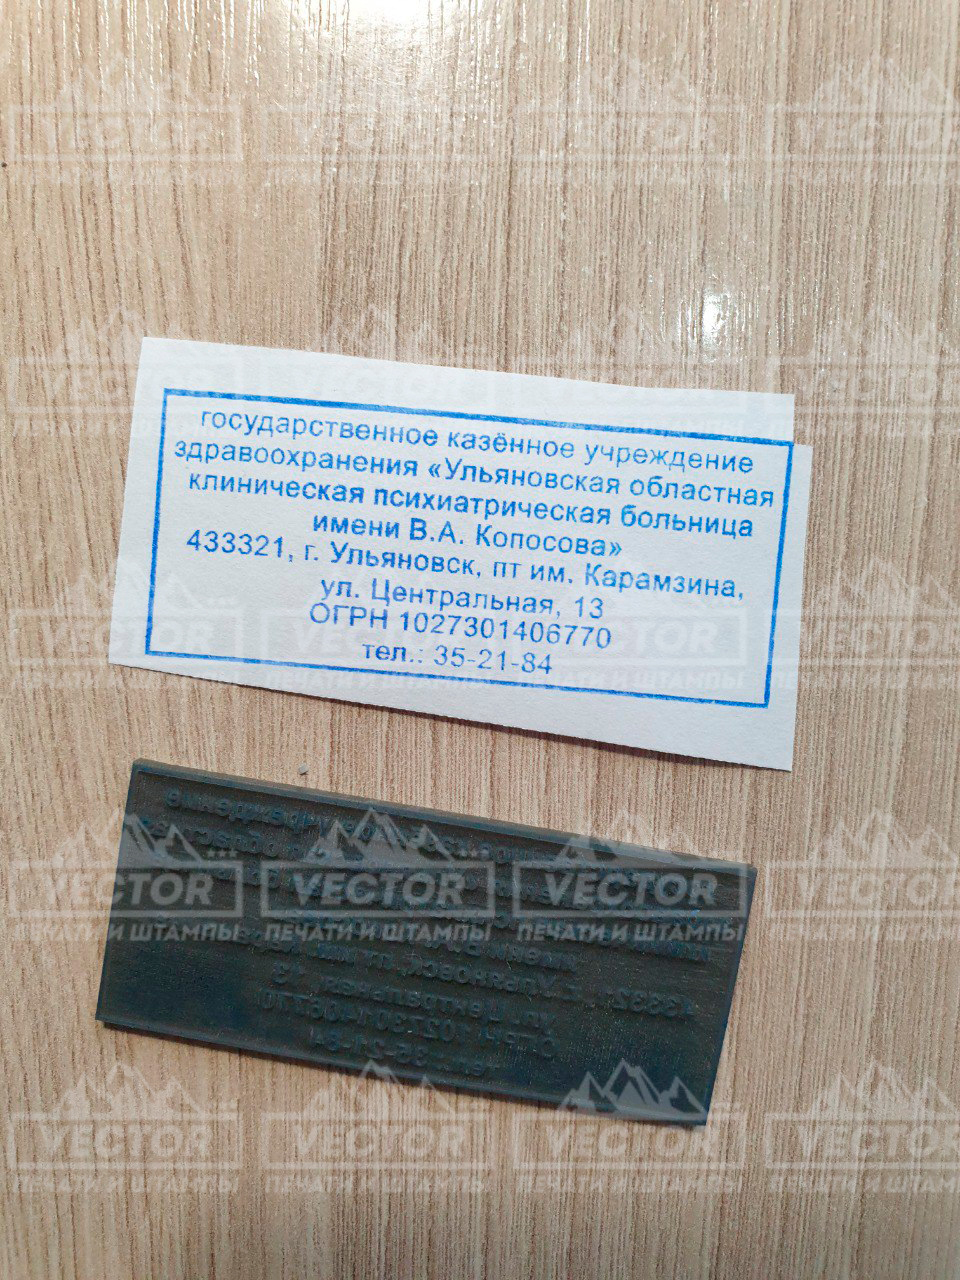 государственное казённое учреждение
здравоохранения «Ульяновская областная
клиническая психиатрическая больница
имени В.А. Копосова»
433321, г. Ульяновск, пт им. Карамзина,
ул. Центральная, 13
ОГРН 1027301406770
тел.: 35-21-84
VECTOR
ПЕЧАТИ И ШТАМПЫ